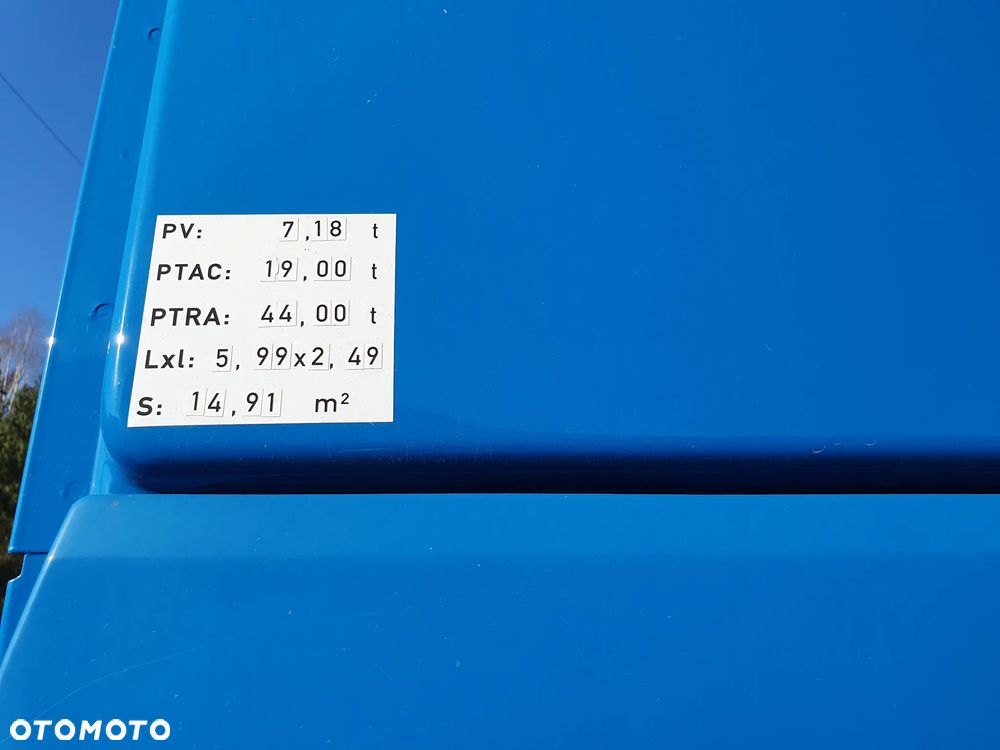 PV: 7,18 t
PTAC: 19,00 t
PTRA: 44,00 t
Lxl: 5,99x2,49
S: 14,91 m²
OTOMOTO